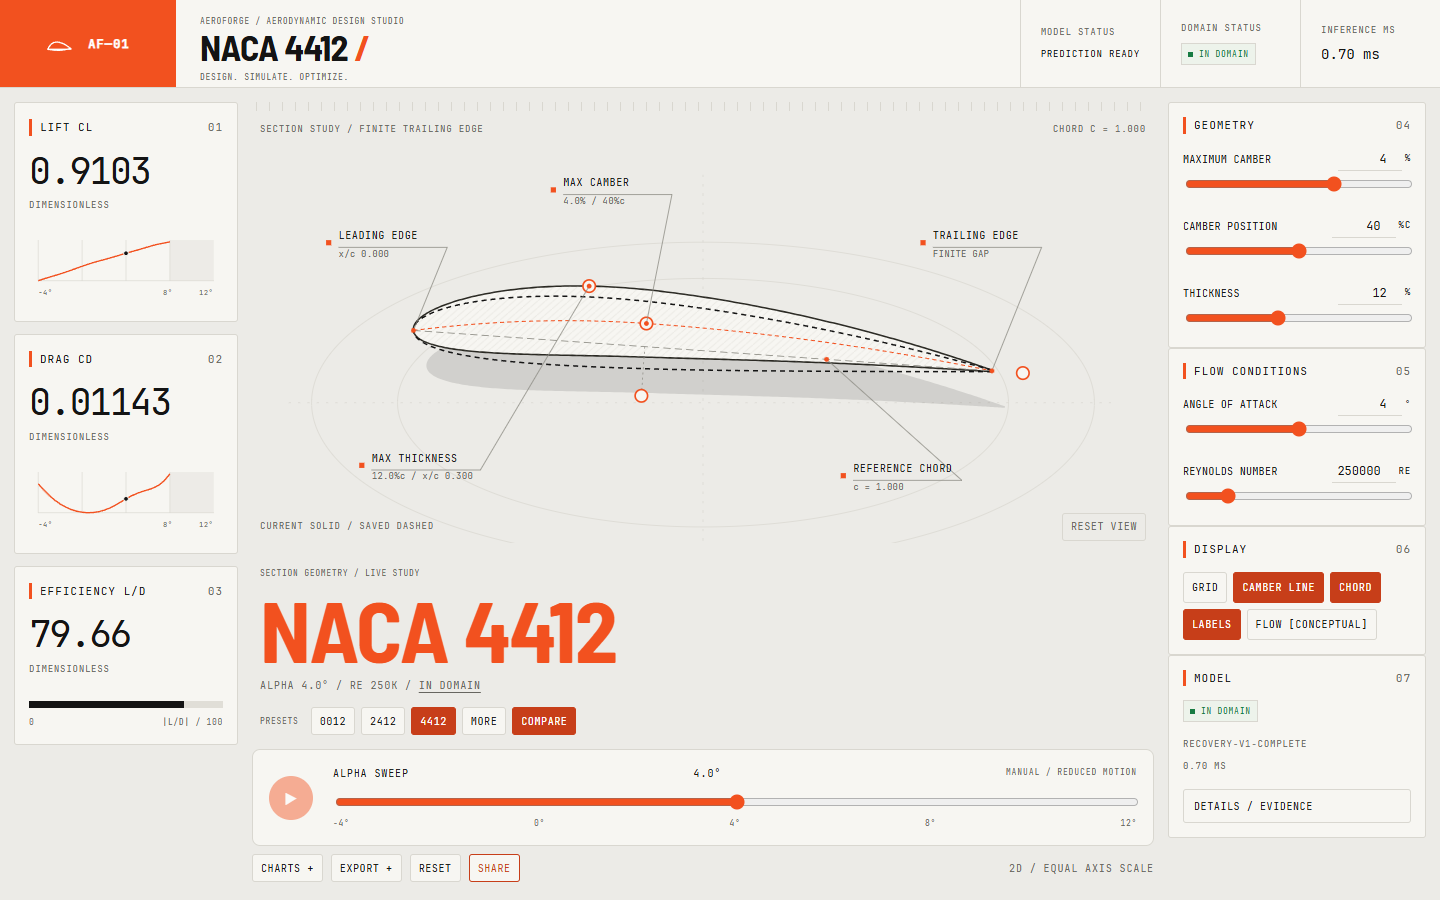 AF—01
AEROFORGE / AERODYNAMIC DESIGN STUDIO
NACA 4412 /
DESIGN. SIMULATE. OPTIMIZE.
MODEL STATUS
PREDICTION READY
DOMAIN STATUS
IN DOMAIN
INFERENCE MS
0.70 ms
LIFT CL 01
0.9103
DIMENSIONLESS
-4° 8° 12°
DRAG CD 02
0.01143
DIMENSIONLESS
-4° 8° 12°
EFFICIENCY L/D 03
79.66
DIMENSIONLESS
0 |L/D| / 100
SECTION STUDY / FINITE TRAILING EDGE CHORD C = 1.000
MAX CAMBER
4.0% / 40%c
LEADING EDGE
x/c 0.000
TRAILING EDGE
FINITE GAP
MAX THICKNESS
12.0%c / x/c 0.300
REFERENCE CHORD
c = 1.000
CURRENT SOLID / SAVED DASHED RESET VIEW
SECTION GEOMETRY / LIVE STUDY
NACA 4412
ALPHA 4.0° / RE 250K / IN DOMAIN
PRESETS 0012 2412 4412 MORE COMPARE
ALPHA SWEEP 4.0° MANUAL / REDUCED MOTION
-4° 0° 4° 8° 12°
CHARTS + EXPORT + RESET SHARE 2D / EQUAL AXIS SCALE
GEOMETRY 04
MAXIMUM CAMBER 4 %
CAMBER POSITION 40 %C
THICKNESS 12 %
FLOW CONDITIONS 05
ANGLE OF ATTACK 4 °
REYNOLDS NUMBER 250000 RE
DISPLAY 06
GRID CAMBER LINE CHORD
LABELS FLOW [CONCEPTUAL]
MODEL 07
IN DOMAIN
RECOVERY-V1-COMPLETE
0.70 MS
DETAILS / EVIDENCE